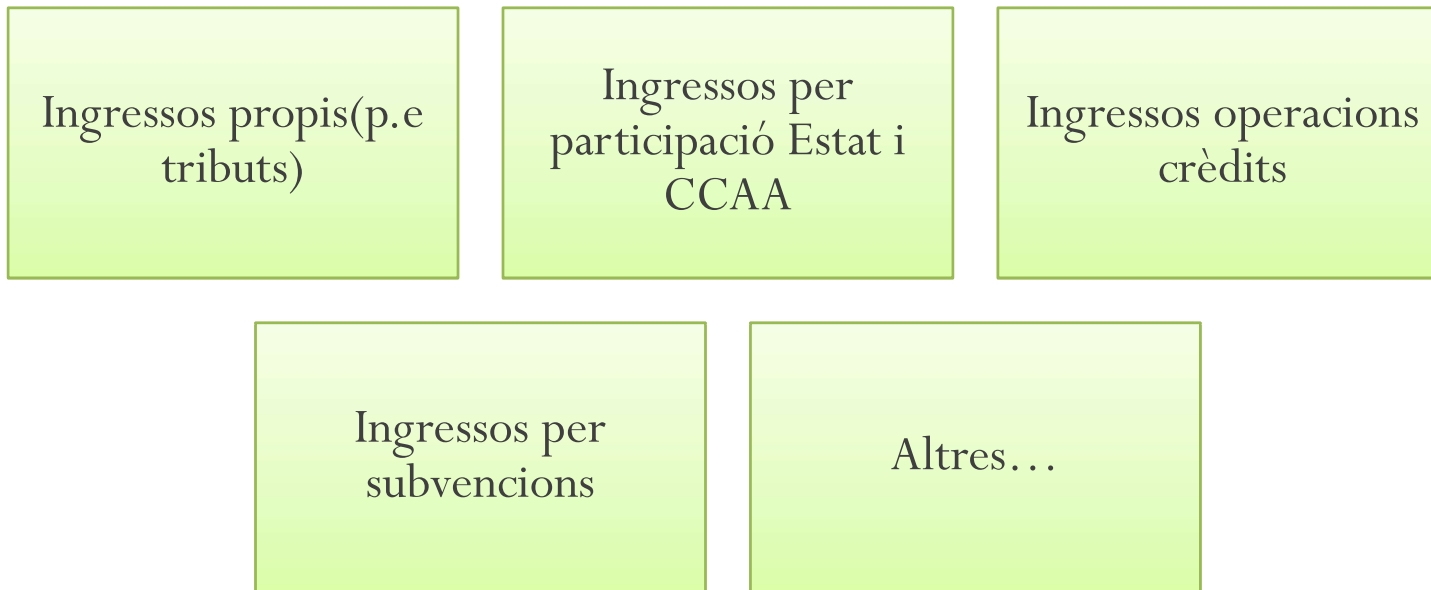 Ingressos propis(p.e
tributs)
Ingressos per
participació Estat i
CCAA
Ingressos operacions
crèdits
Ingressos per
subvencions
Altres…